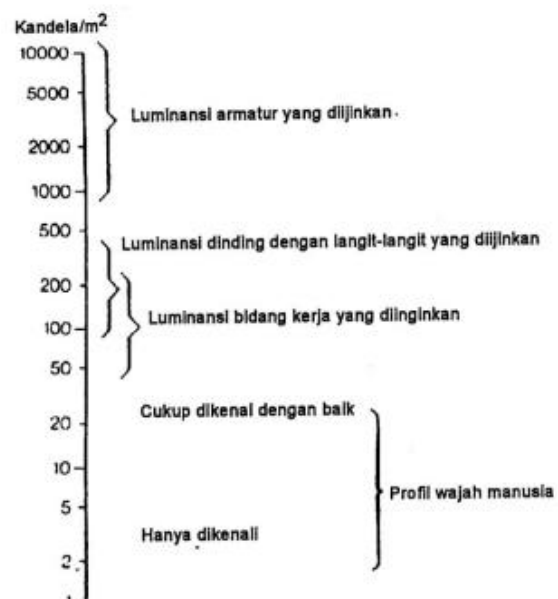 Kandela/m²
10000
Luminansi armatur yang diijinkan
5000
2000
1000
500
Luminansi dinding dengan langit-langit yang diijinkan
200
Luminansi bidang kerja yang diinginkan
100
50
Cukup dikenal dengan baik
20
10
Profil wajah manusia
5
Hanya dikenali
2